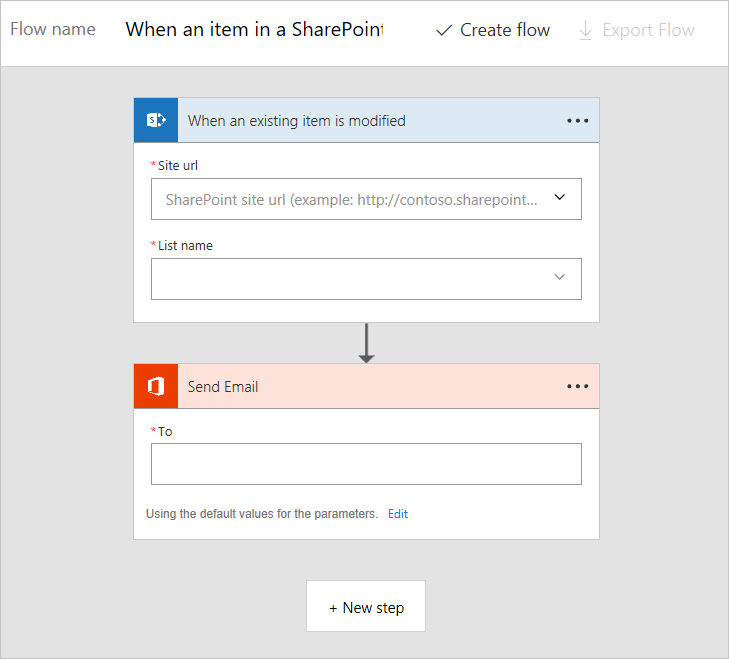 Flow name When an item in a SharePoint Create flow Export Flow
When an existing item is modified
*Site url
SharePoint site url (example: http://contoso.sharepoint...
*List name
Send Email
*To
Using the default values for the parameters. Edit
+ New step